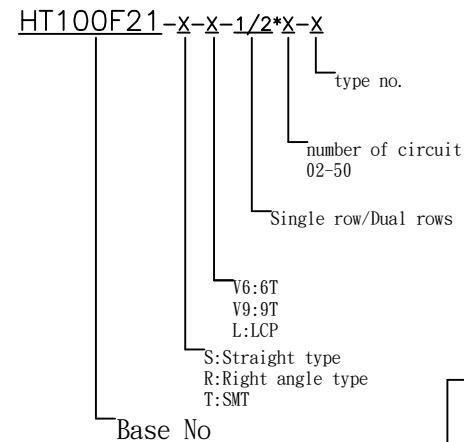 HT100F21-X-X-1/2*X-X
type no.
number of circuit
02-50
Single row/Dual rows
V6:6T
V9:9T
L:LCP
S:Straight type
R:Right angle type
T:SMT
Base No